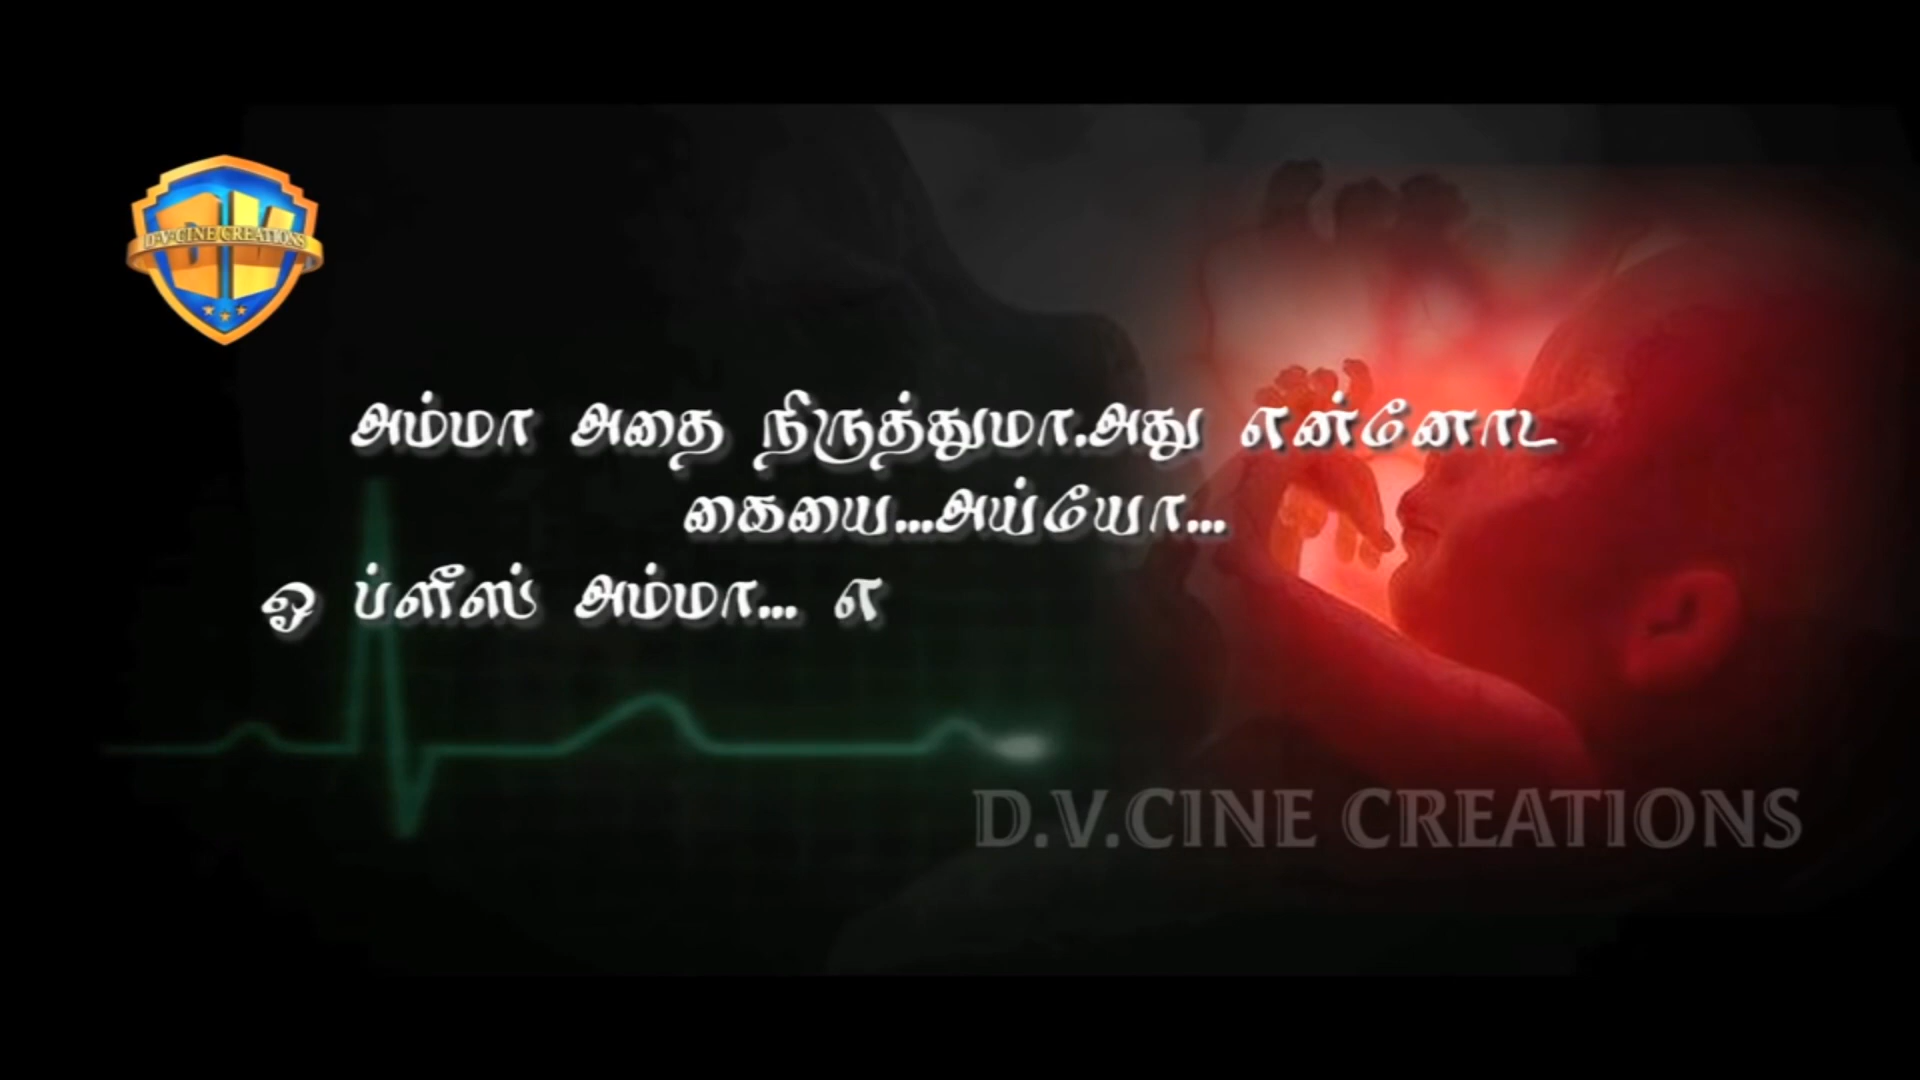 D.V.CINE CREATIONS
அம்மா அதை நிருத்துமா.அது என்னோட
கையை...அய்யோ...
ஓ ப்ளீஸ் அம்மா... எ
D.V.CINE CREATIONS